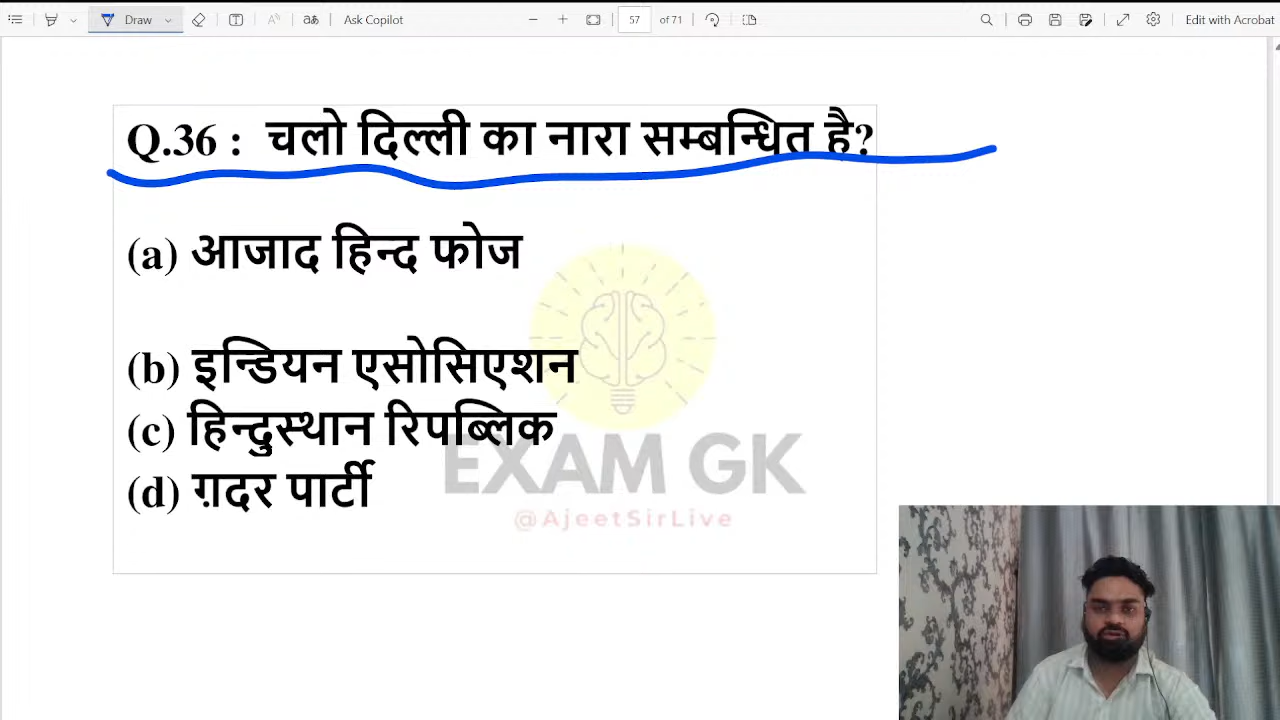 Draw
Ask Copilot
57 of 71
Edit with Acrobat
Q.36 : चलो दिल्ली का नारा सम्बन्धित है?
(a) आजाद हिन्द फोज
(b) इन्डियन एसोसिएशन
(c) हिन्दुस्थान रिपब्लिक
(d) ग़दर पार्टी
EXAM GK
@AjeetSirLive